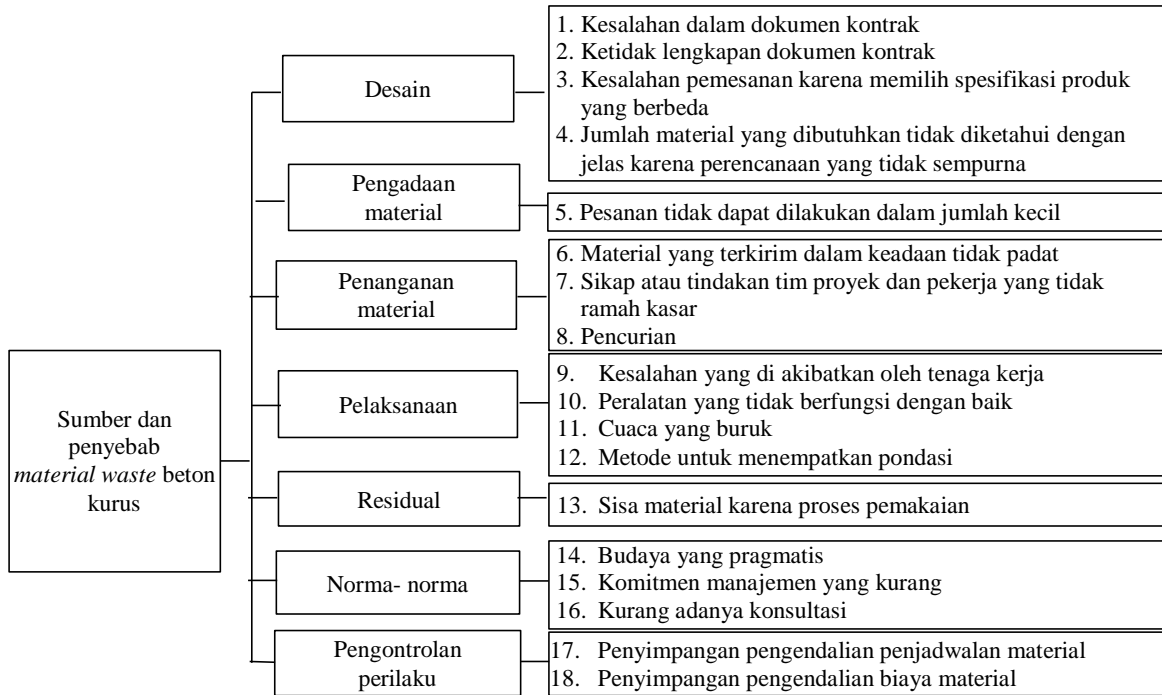 Sumber dan
penyebab
material waste beton
kurus
Desain
1. Kesalahan dalam dokumen kontrak
2. Ketidak lengkapan dokumen kontrak
3. Kesalahan pemesanan karena memilih spesifikasi produk
yang berbeda
4. Jumlah material yang dibutuhkan tidak diketahui dengan
jelas karena perencanaan yang tidak sempurna
Pengadaan
material
5. Pesanan tidak dapat dilakukan dalam jumlah kecil
Penanganan
material
6. Material yang terkirim dalam keadaan tidak padat
7. Sikap atau tindakan tim proyek dan pekerja yang tidak
ramah kasar
8. Pencurian
Pelaksanaan
9. Kesalahan yang di akibatkan oleh tenaga kerja
10. Peralatan yang tidak berfungsi dengan baik
11. Cuaca yang buruk
12. Metode untuk menempatkan pondasi
Residual
13. Sisa material karena proses pemakaian
Norma- norma
14. Budaya yang pragmatis
15. Komitmen manajemen yang kurang
16. Kurang adanya konsultasi
Pengontrolan
perilaku
17. Penyimpangan pengendalian penjadwalan material
18. Penyimpangan pengendalian biaya material